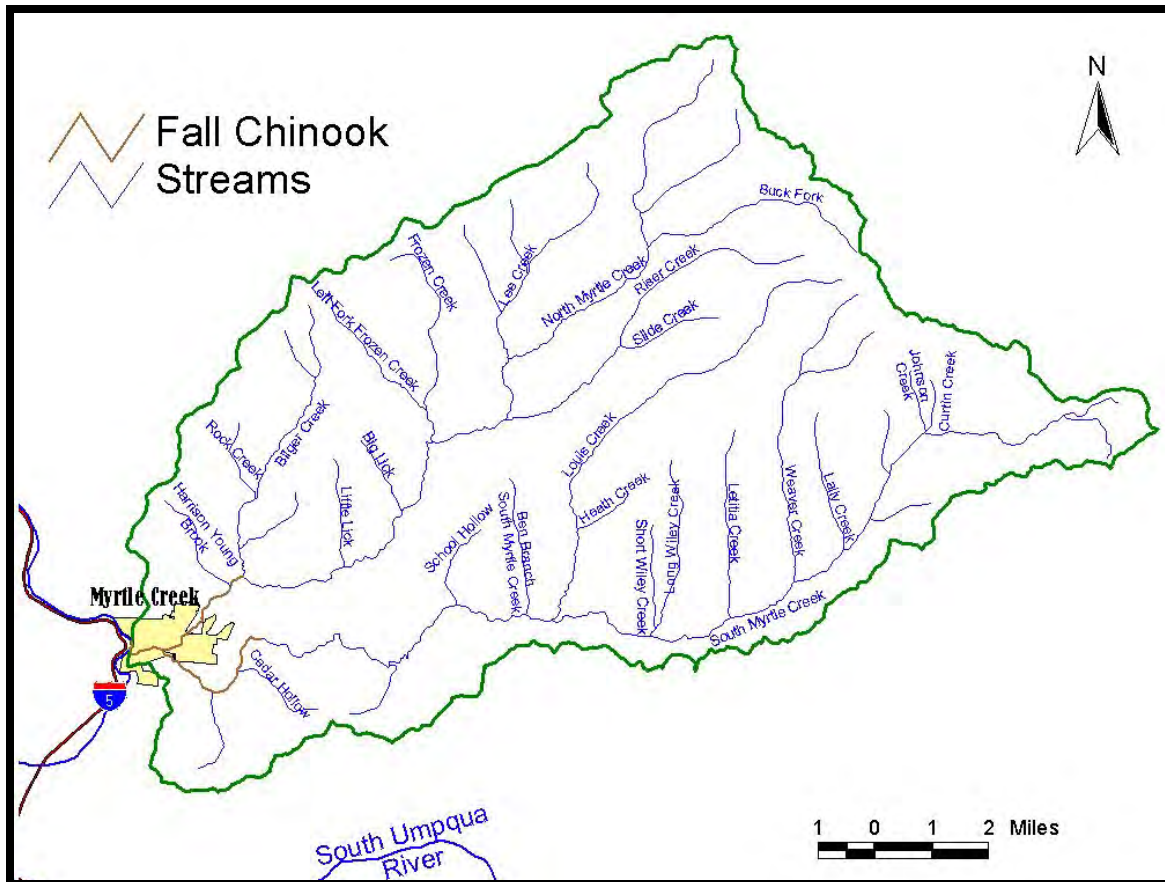 Fall Chinook
Streams
N
Buck Fork
Frozen Creek
Lee Creek
North Myrtle Creek
Riser Creek
Left Fork Frozen Creek
Slide Creek
Johnson
Creek
Curtin Creek
Rock Creek
Bilger Creek
Big Lick
Louis Creek
Little Lick
Heath Creek
Letitia Creek
Weaver Creek
Lally Creek
Harrison Young
Brook
School Hollow
Ben Branch
South Myrtle Creek
Short Wiley Creek
Long Wiley Creek
Myrtle Creek
South Myrtle Creek
Cedar Hollow
5
South Umpqua
River
1 0 1 2 Miles